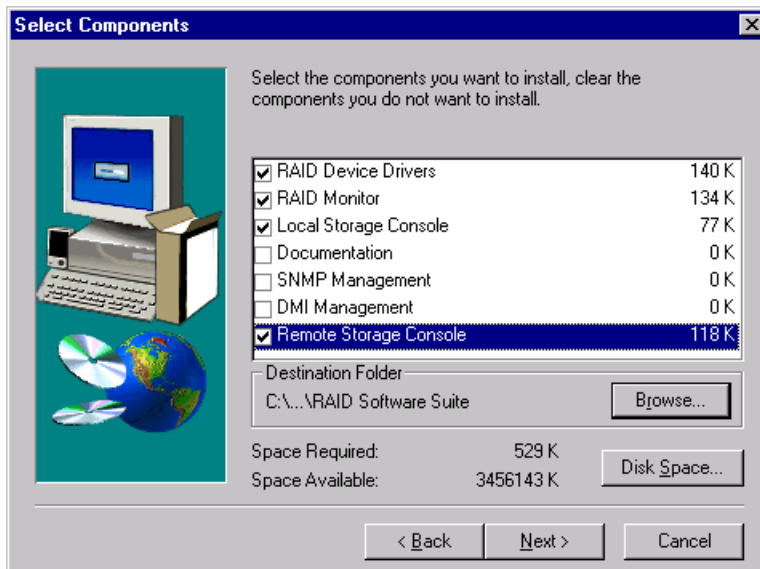 Select Components
Select the components you want to install, clear the
components you do not want to install.
RAID Device Drivers 140 K
RAID Monitor 134 K
Local Storage Console 77 K
Documentation 0 K
SNMP Management 0 K
DMI Management 0 K
Remote Storage Console 118 K
Destination Folder
C:\...\RAID Software Suite Browse...
Space Required: 529 K
Space Available: 3456143 K
Disk Space...
< Back Next > Cancel